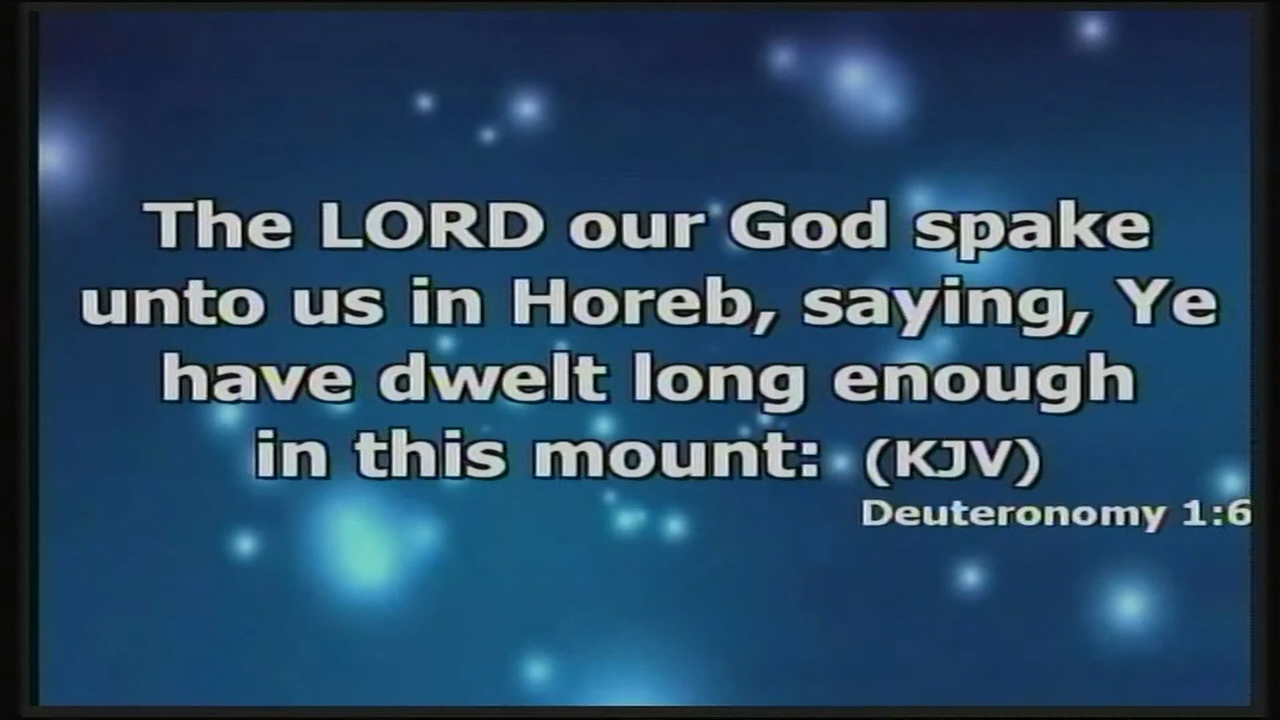 The LORD our God spake
unto us in Horeb, saying, Ye
have dwelt long enough
in this mount: (KJV)
Deuteronomy 1:6